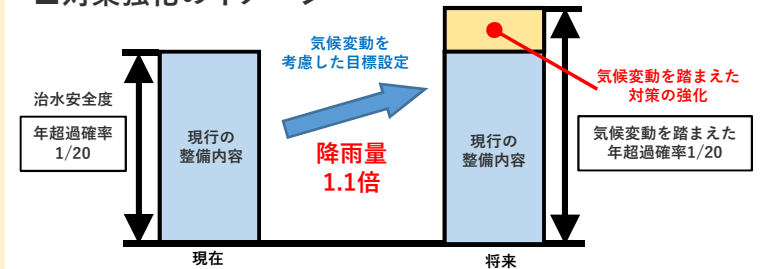 ■対策強化のイメージ
気候変動を
考慮した目標設定
治水安全度
年超過確率
1/20
現行の
整備内容
降雨量
1.1倍
現行の
整備内容
気候変動を踏まえた
対策の強化
気候変動を踏まえた
年超過確率1/20
現在
将来